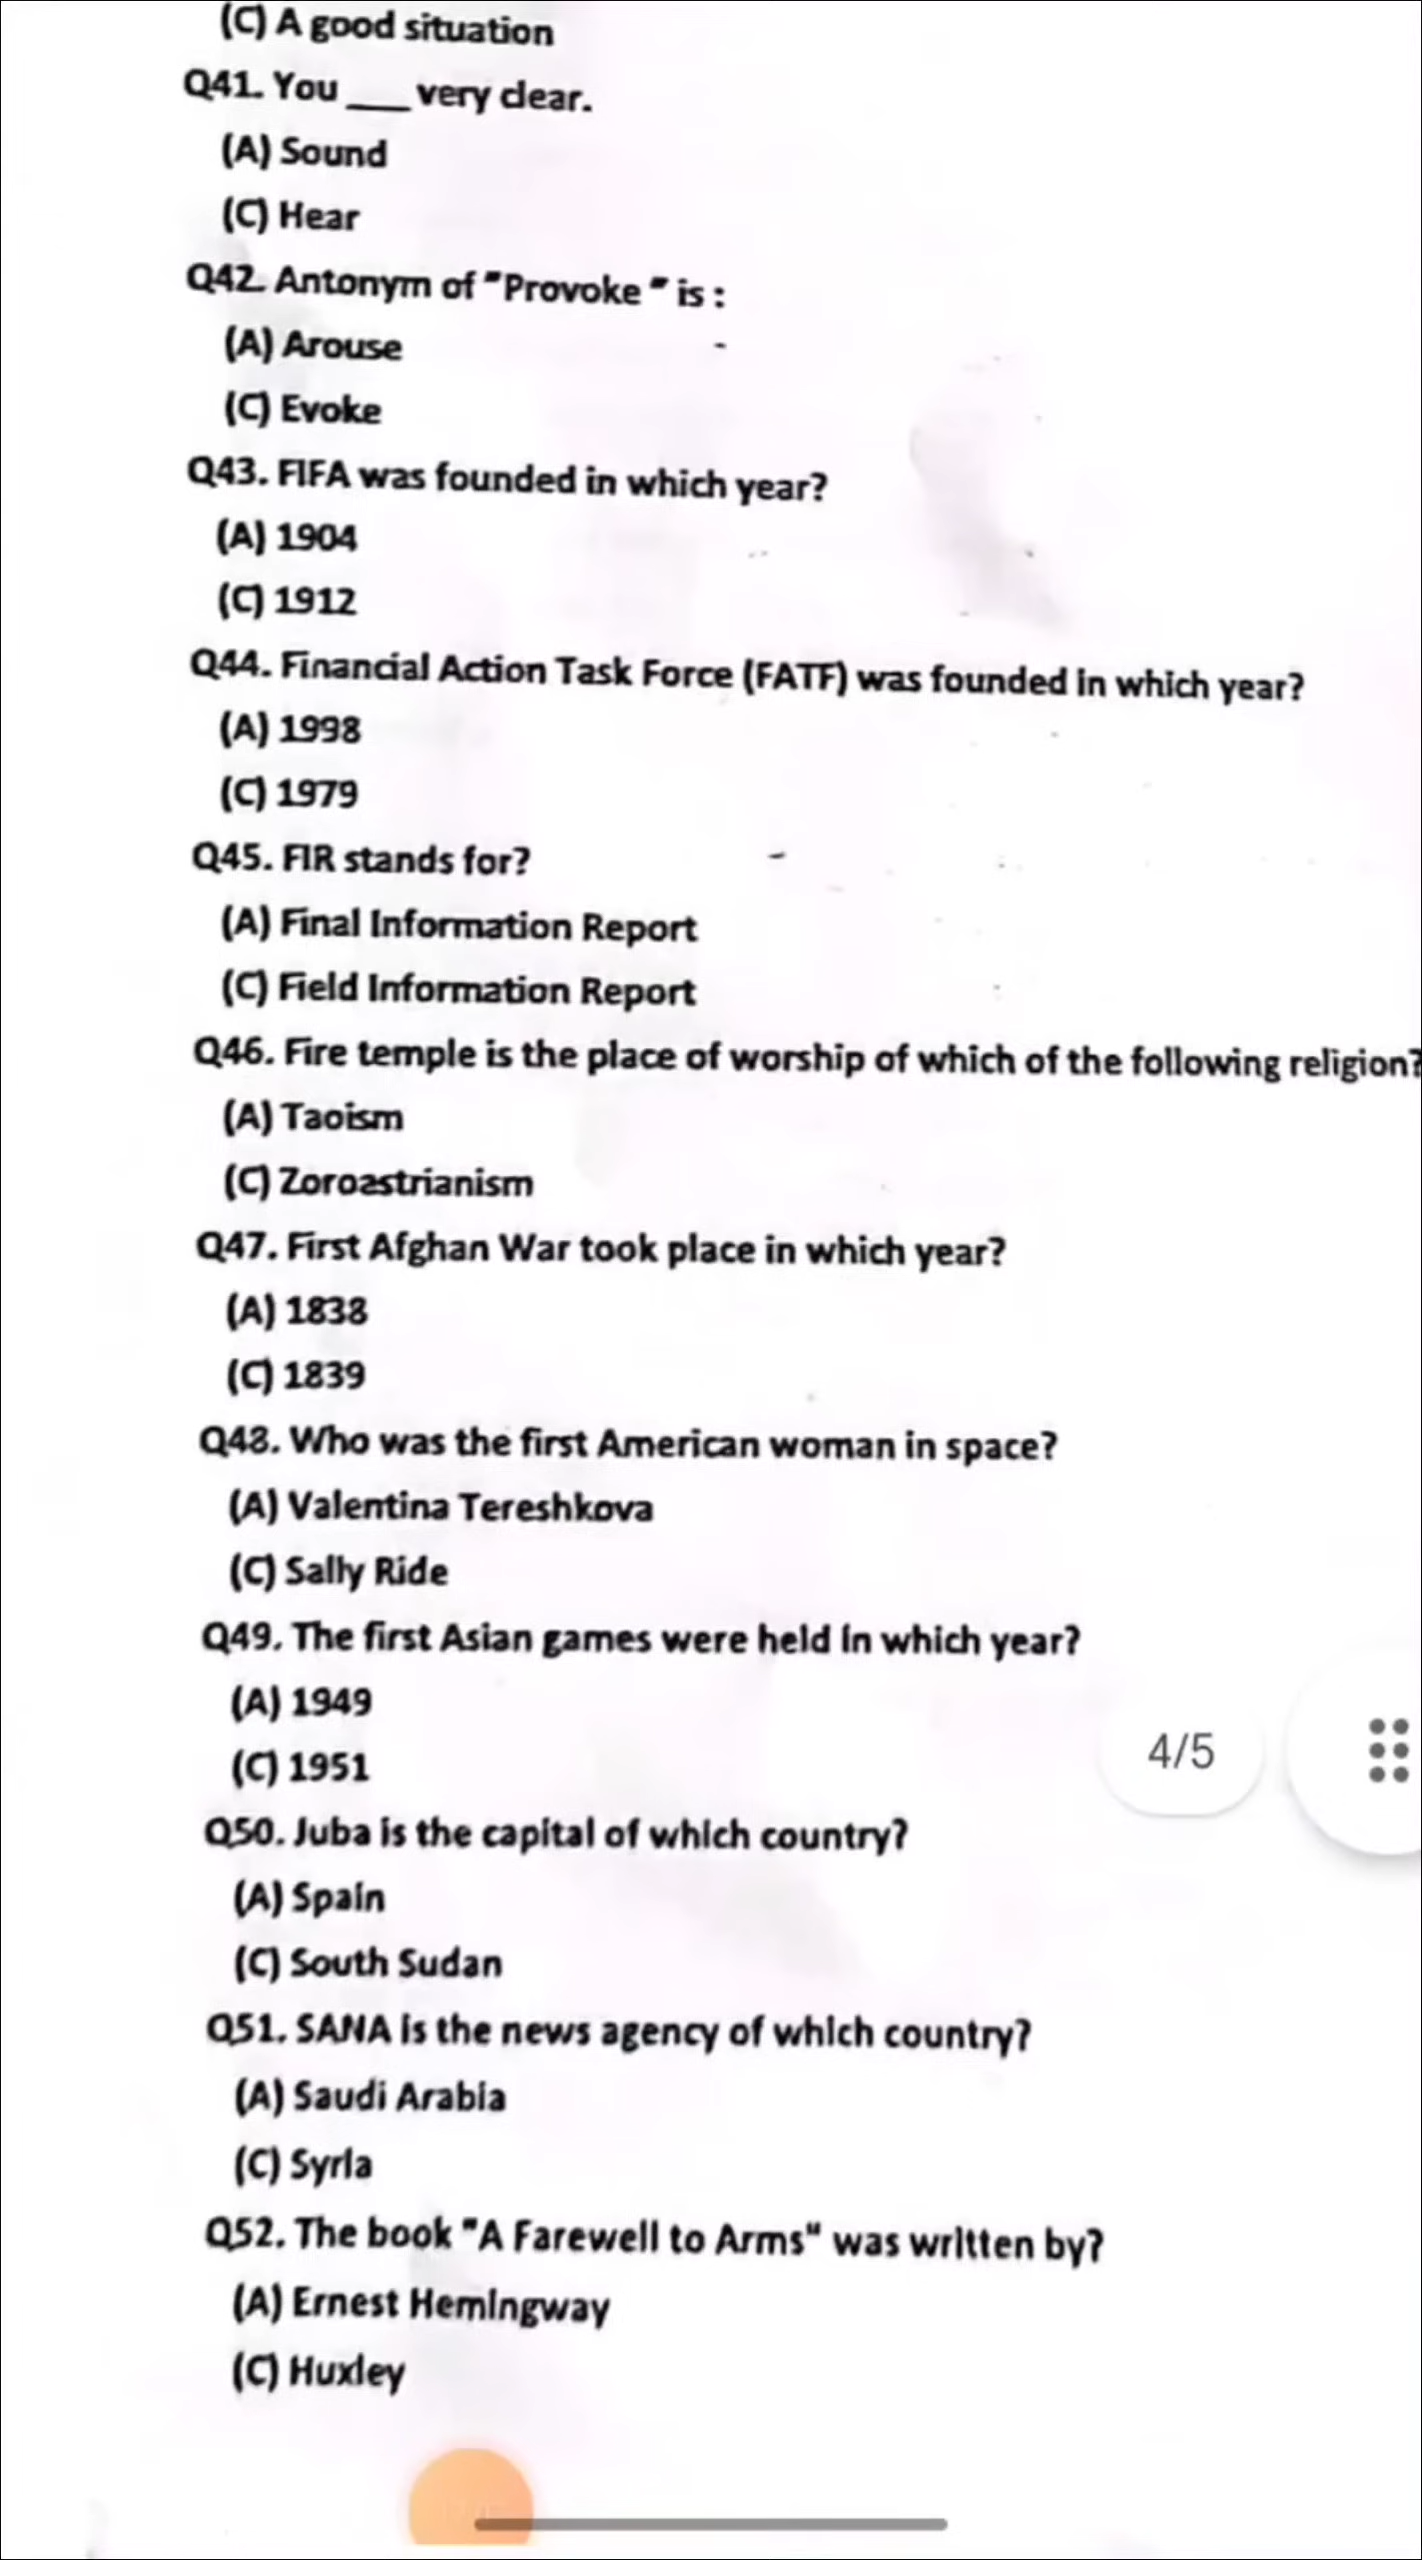 (C) A good situation
Q41. You ___ very clear.
(A) Sound
(C) Hear
Q42. Antonym of "Provoke " is :
(A) Arouse
(C) Evoke
Q43. FIFA was founded in which year?
(A) 1904
(C) 1912
Q44. Financial Action Task Force (FATF) was founded in which year?
(A) 1998
(C) 1979
Q45. FIR stands for?
(A) Final Information Report
(C) Field Information Report
Q46. Fire temple is the place of worship of which of the following religion?
(A) Taoism
(C) Zoroastrianism
Q47. First Afghan War took place in which year?
(A) 1838
(C) 1839
Q48. Who was the first American woman in space?
(A) Valentina Tereshkova
(C) Sally Ride
Q49. The first Asian games were held in which year?
(A) 1949
(C) 1951
4/5
Q50. Juba is the capital of which country?
(A) Spain
(C) South Sudan
Q51. SANA is the news agency of which country?
(A) Saudi Arabia
(C) Syria
Q52. The book "A Farewell to Arms" was written by?
(A) Ernest Hemingway
(C) Huxley